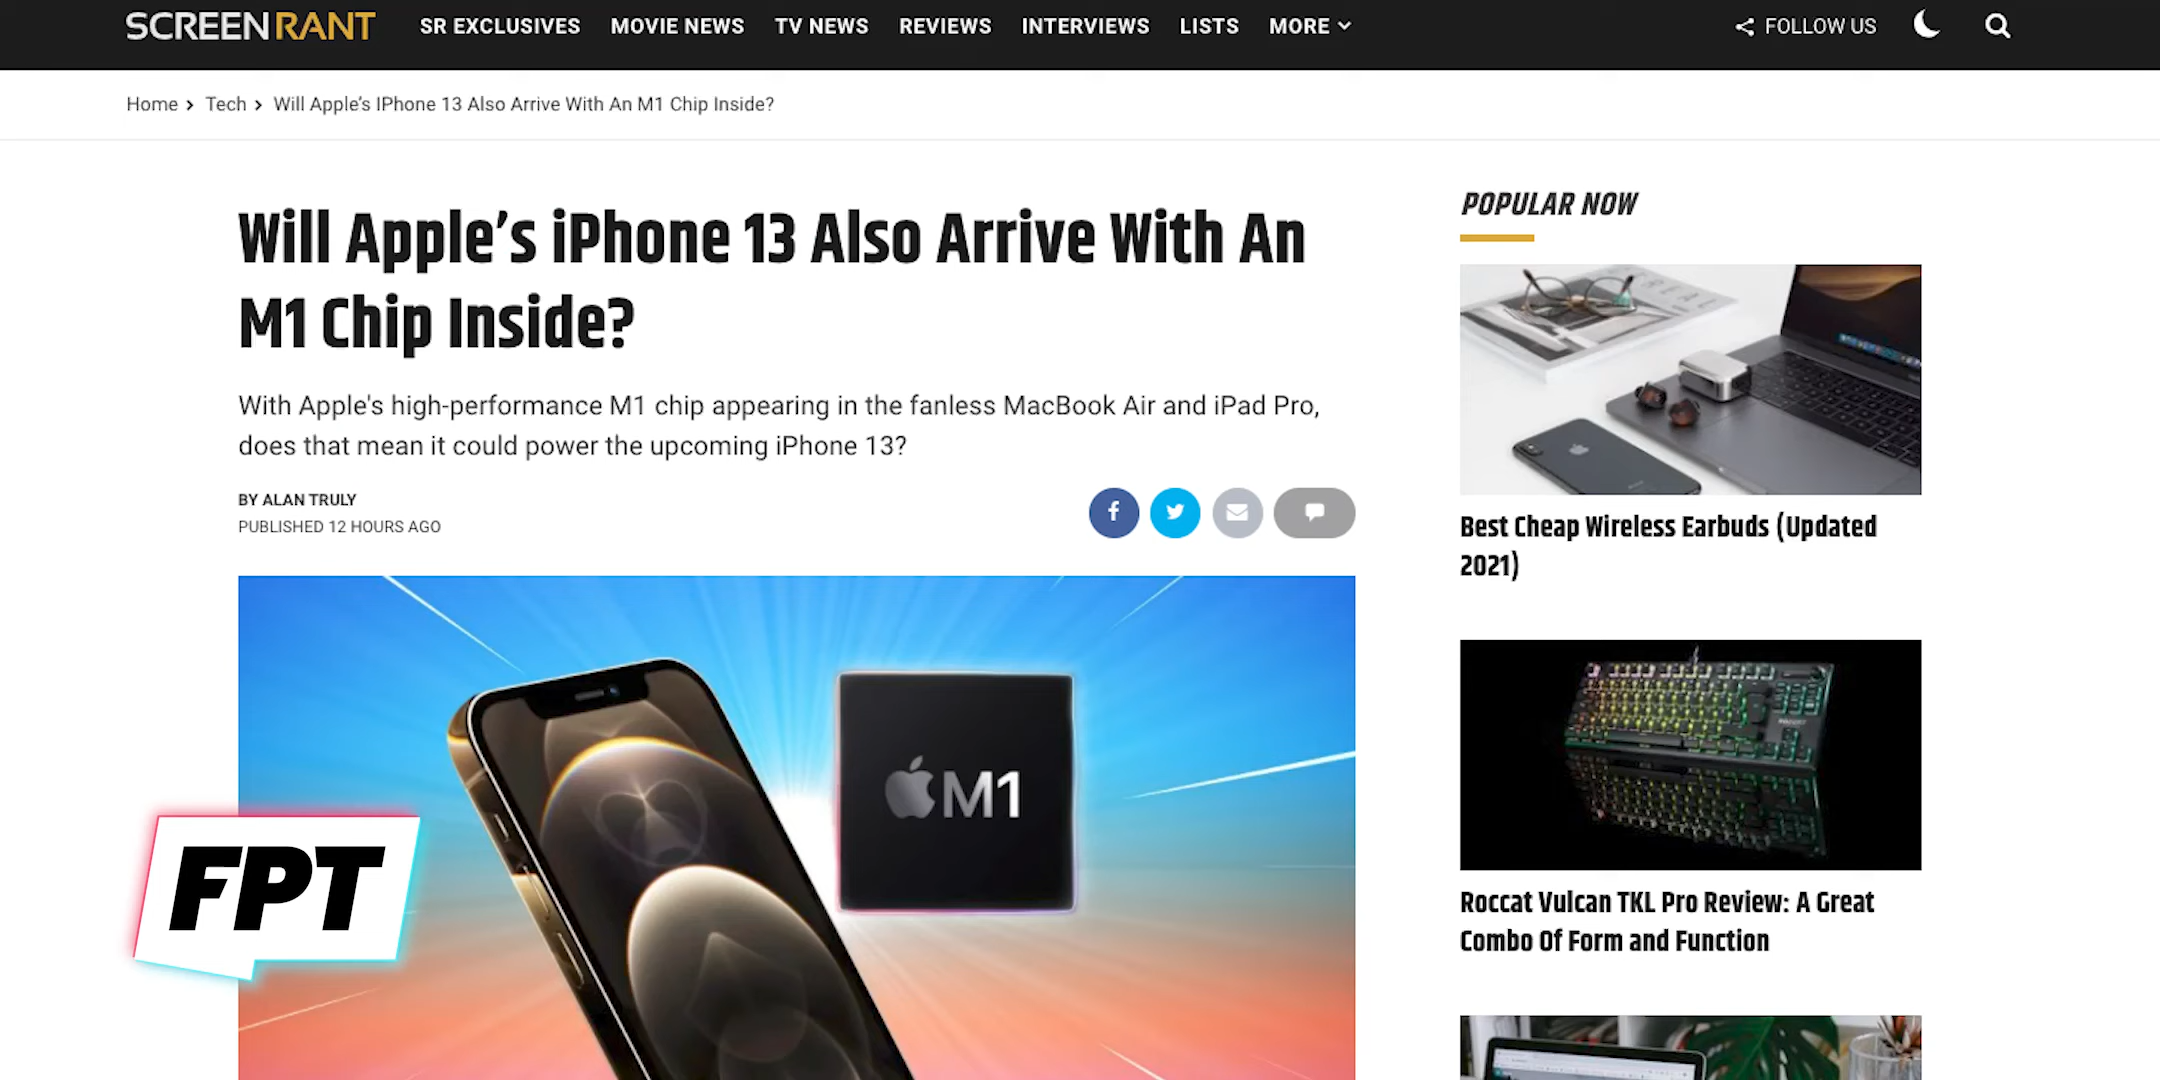 SCREENRANT
SR EXCLUSIVES MOVIE NEWS TV NEWS REVIEWS INTERVIEWS LISTS MORE
FOLLOW US
Home > Tech > Will Apple’s IPhone 13 Also Arrive With An M1 Chip Inside?
Will Apple’s iPhone 13 Also Arrive With An
M1 Chip Inside?
With Apple's high-performance M1 chip appearing in the fanless MacBook Air and iPad Pro,
does that mean it could power the upcoming iPhone 13?
BY ALAN TRULY
PUBLISHED 12 HOURS AGO
M1
FPT
POPULAR NOW
Best Cheap Wireless Earbuds (Updated
2021)
Roccat Vulcan TKL Pro Review: A Great
Combo Of Form and Function